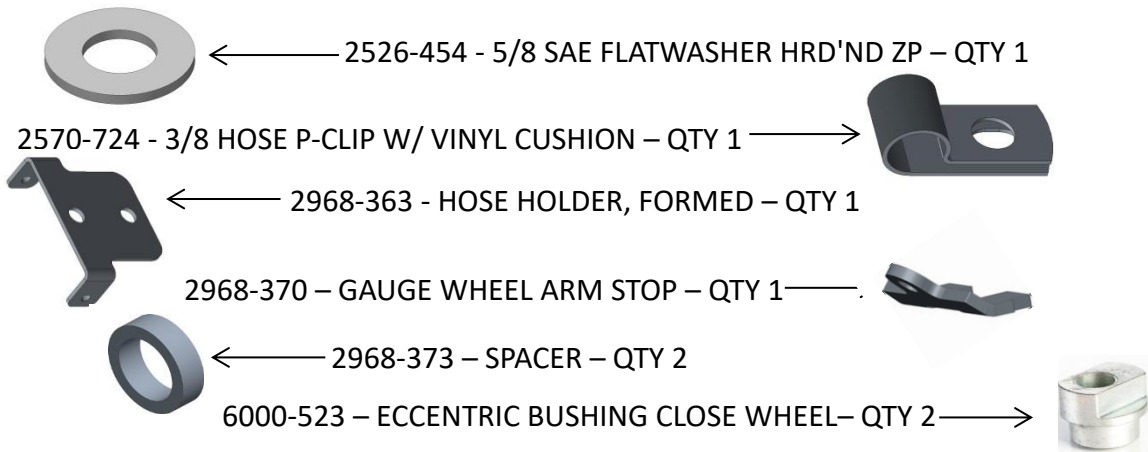 2526-454 - 5/8 SAE FLATWASHER HRD'ND ZP – QTY 1
2570-724 - 3/8 HOSE P-CLIP W/ VINYL CUSHION – QTY 1
2968-363 - HOSE HOLDER, FORMED – QTY 1
2968-370 – GAUGE WHEEL ARM STOP – QTY 1
2968-373 – SPACER – QTY 2
6000-523 – ECCENTRIC BUSHING CLOSE WHEEL– QTY 2